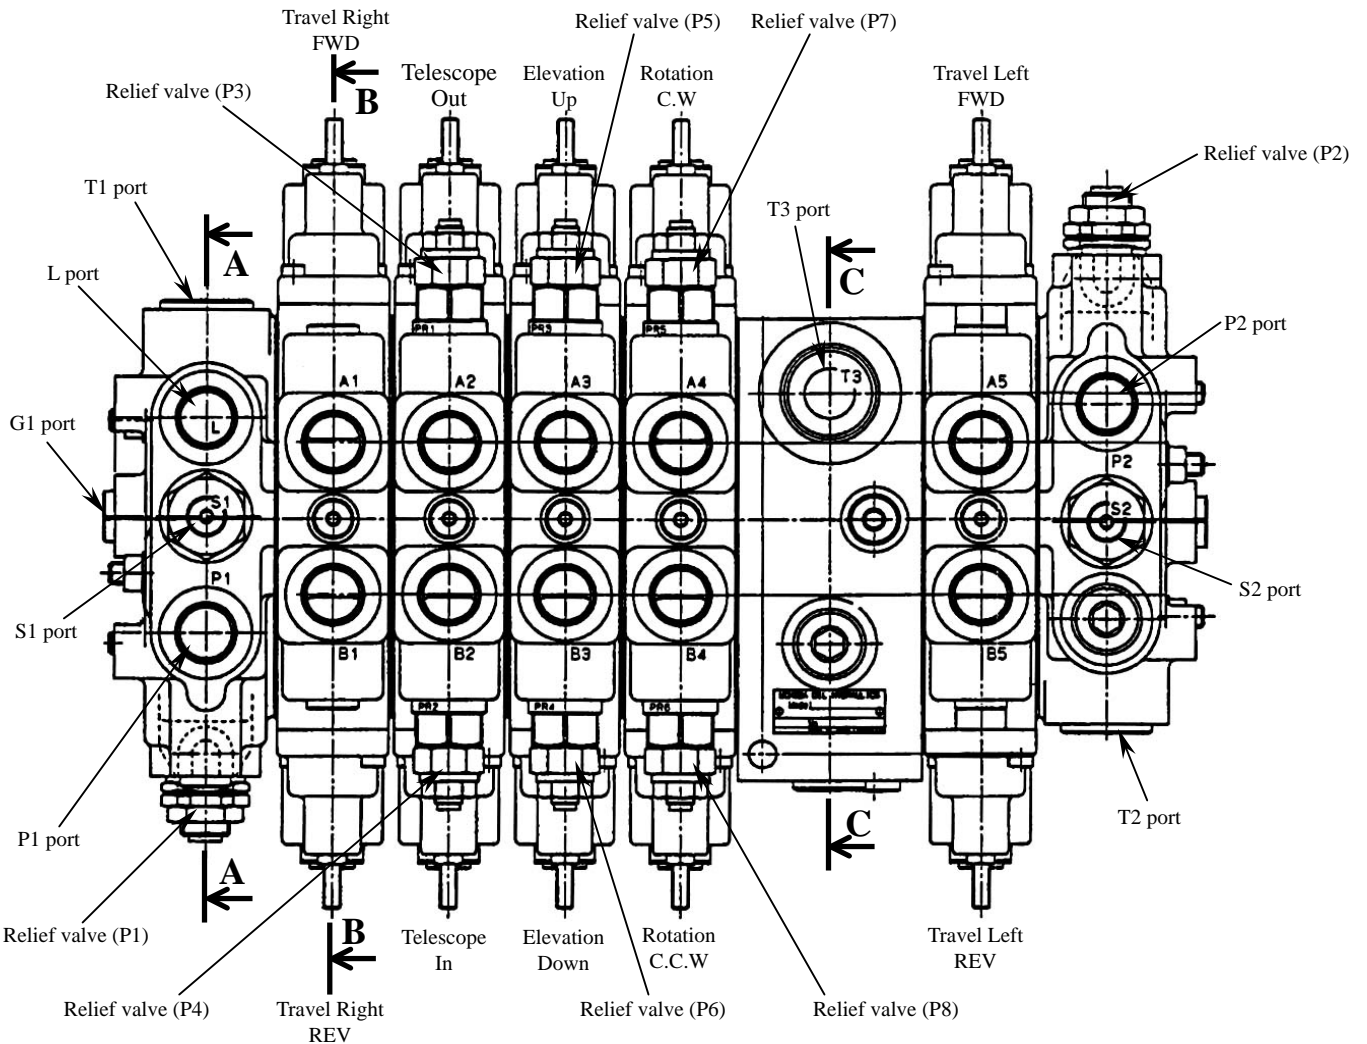 Travel Right
FWD
Relief valve (P5)
Relief valve (P7)
B
Telescope
Out
Elevation
Up
Rotation
C.W
Travel Left
FWD
Relief valve (P3)
Relief valve (P2)
T1 port
T3 port
A
C
L port
PR1
PR3
PR5
P2 port
A1
A2
A3
A4
T3
A5
G1 port
L
P2
S1
S2
P1
S2 port
S1 port
B1
B2
B3
B4
B5
PR2
PR4
PR6
Model
P1 port
T2 port
A
C
Relief valve (P1)
B
Telescope
In
Elevation
Down
Rotation
C.C.W
Travel Left
REV
Relief valve (P4)
Travel Right
REV
Relief valve (P6)
Relief valve (P8)